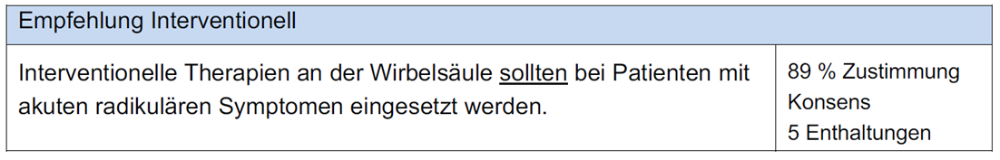 Empfehlung Interventionell
Interventionelle Therapien an der Wirbelsäule sollten bei Patienten mit
akuten radikulären Symptomen eingesetzt werden.
89 % Zustimmung
Konsens
5 Enthaltungen